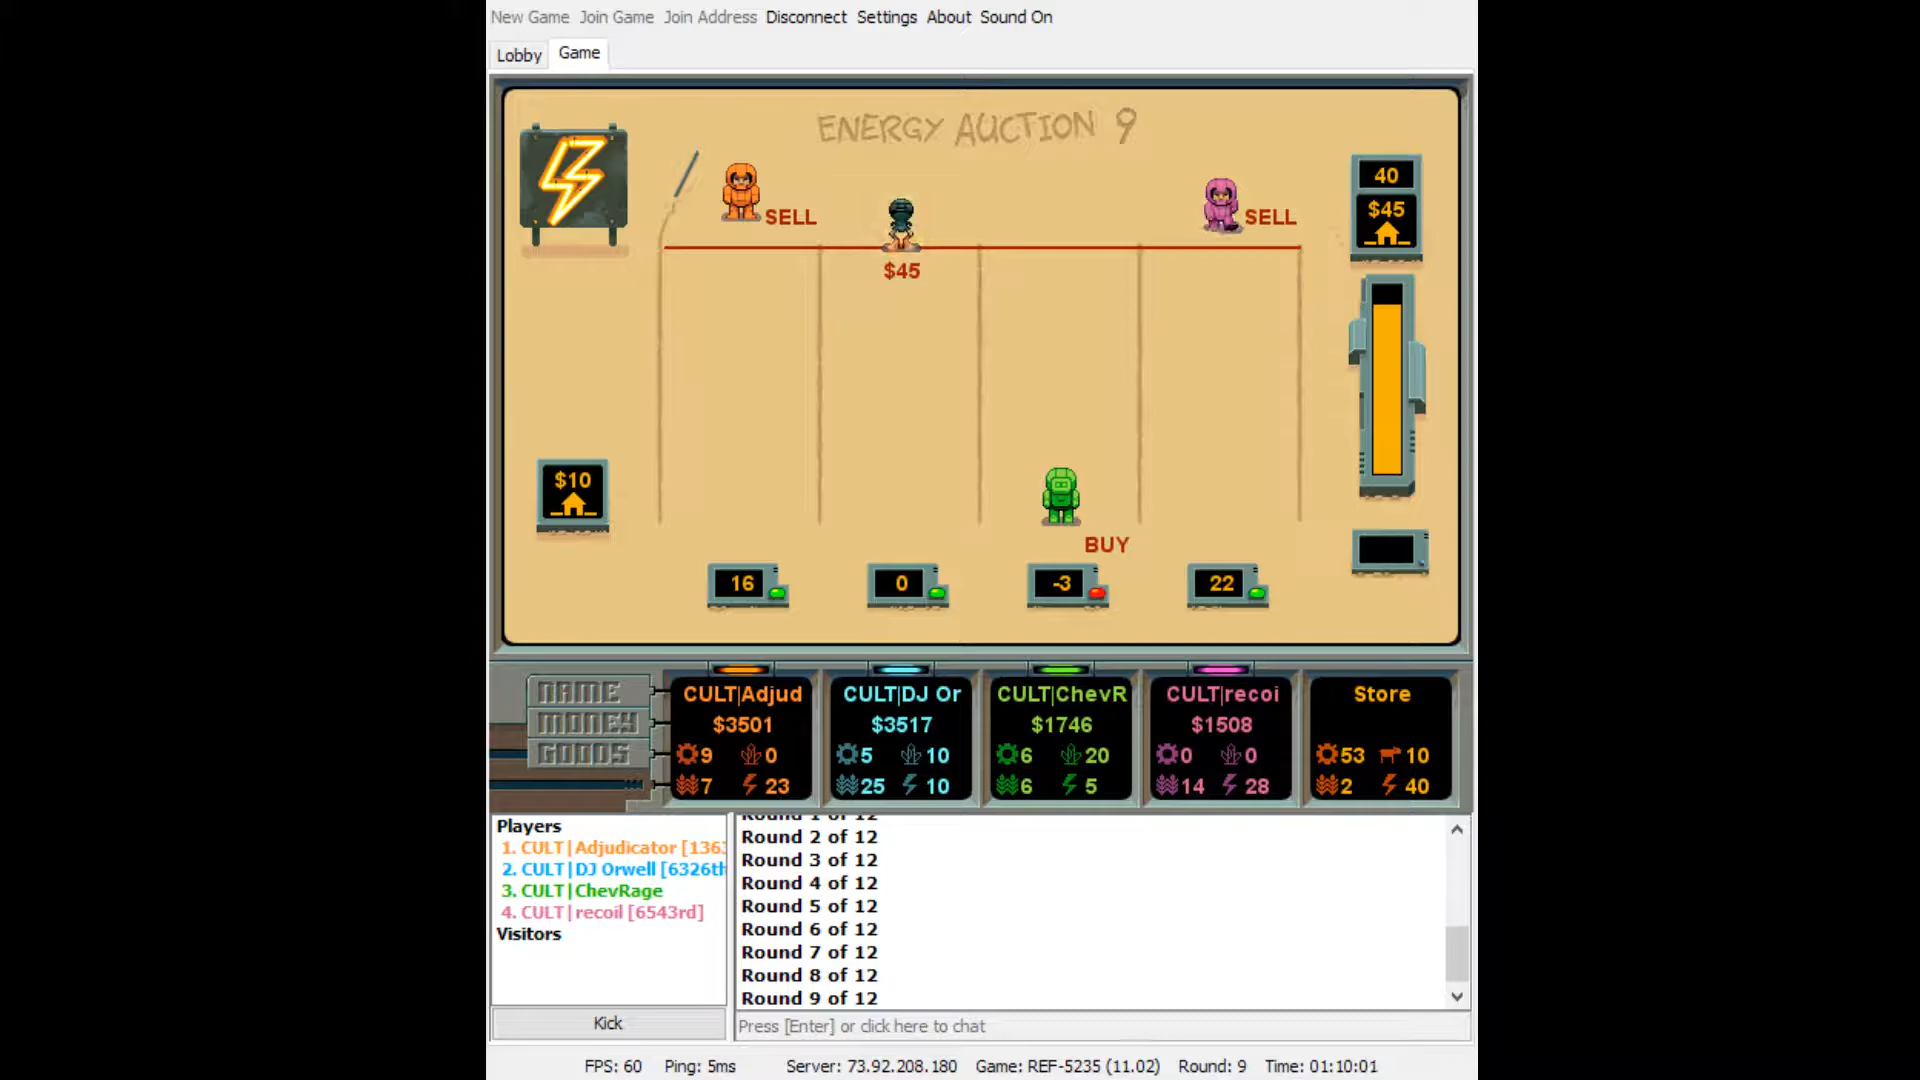 New Game Join Game Join Address Disconnect Settings About Sound On
Lobby Game
ENERGY AUCTION 9
SELL
SELL
40
$45
$45
$10
BUY
16 0 -3 22
NAME
MONEY
GOODS
CULT|Adjud
$3501
9 0
7 23
CULT|DJ Or
$3517
5 10
25 10
CULT|ChevR
$1746
6 20
6 5
CULT|recoi
$1508
0 0
14 28
Store
53 10
2 40
Players
1. CULT|Adjudicator [136
2. CULT|DJ Orwell [6326th
3. CULT|ChevRage
4. CULT|recoil [6543rd]
Visitors
Kick
Round 1 of 12
Round 2 of 12
Round 3 of 12
Round 4 of 12
Round 5 of 12
Round 6 of 12
Round 7 of 12
Round 8 of 12
Round 9 of 12
Press [Enter] or click here to chat
FPS: 60 Ping: 5ms Server: 73.92.208.180 Game: REF-5235 (11.02) Round: 9 Time: 01:10:01